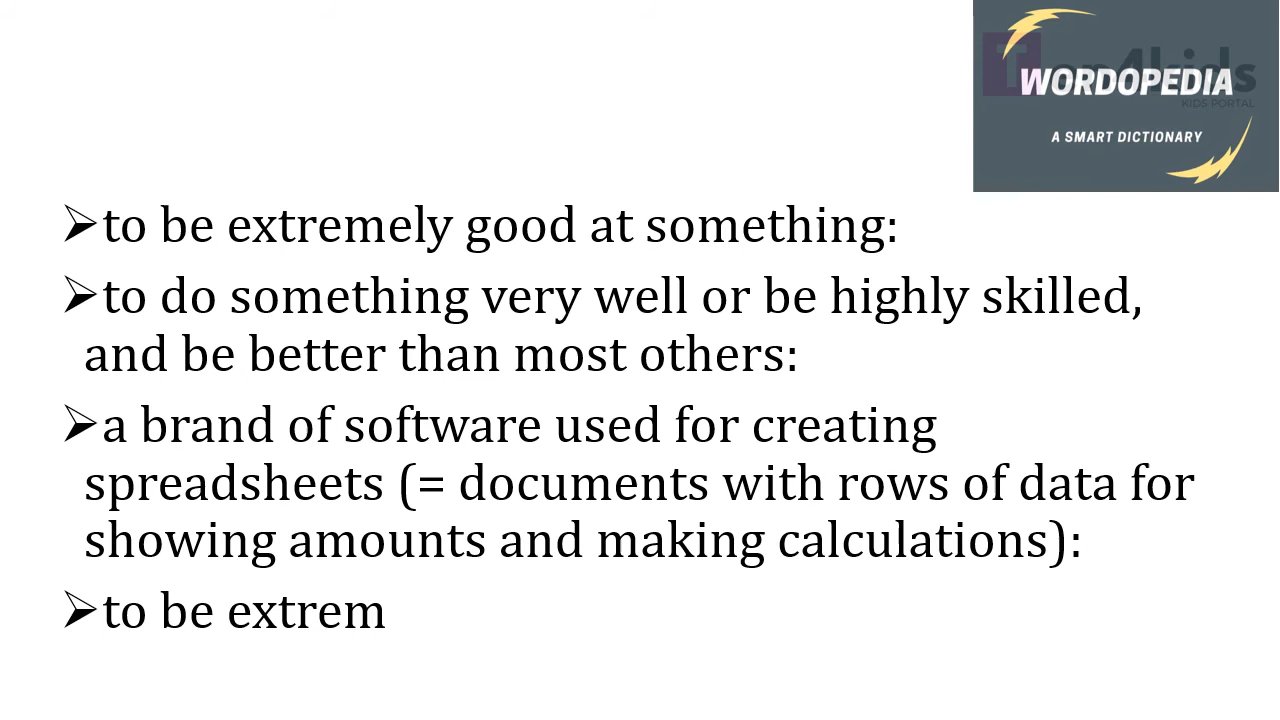 WORDOPEDIA
KIDS PORTAL
A SMART DICTIONARY
➢to be extremely good at something:
➢to do something very well or be highly skilled,
and be better than most others:
➢a brand of software used for creating
spreadsheets (= documents with rows of data for
showing amounts and making calculations):
➢to be extrem